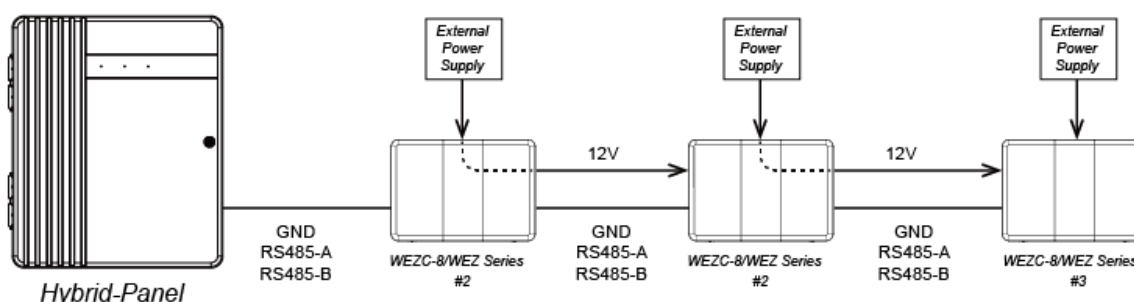 External
Power
Supply
External
Power
Supply
External
Power
Supply
12V
12V
GND
RS485-A
RS485-B
GND
RS485-A
RS485-B
GND
RS485-A
RS485-B
WEZC-8/WEZ Series
#2
WEZC-8/WEZ Series
#2
WEZC-8/WEZ Series
#3
Hybrid-Panel